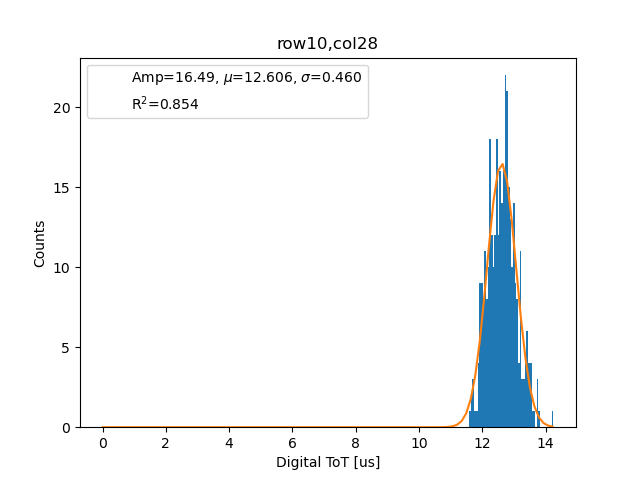 row10,col28
Amp=16.49, μ=12.606, σ=0.460
R²=0.854
Counts
20
15
10
5
0
0 2 4 6 8 10 12 14
Digital ToT [us]